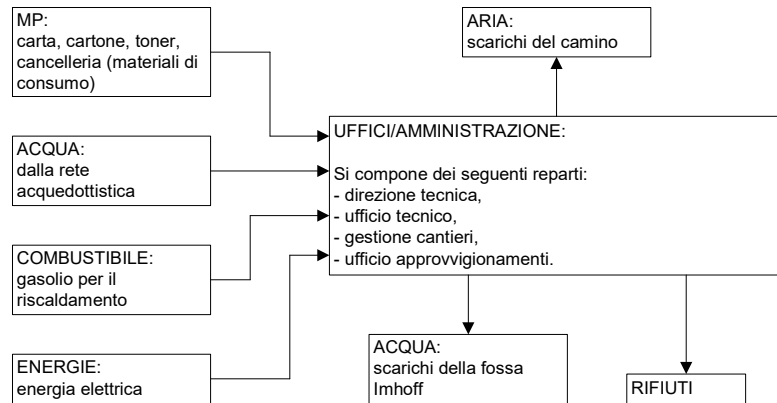 MP:
carta, cartone, toner,
cancelleria (materiali di
consumo)
ARIA:
scarichi del camino
ACQUA:
dalla rete
acquedottistica
UFFICI/AMMINISTRAZIONE:
Si compone dei seguenti reparti:
- direzione tecnica,
- ufficio tecnico,
- gestione cantieri,
- ufficio approvvigionamenti.
COMBUSTIBILE:
gasolio per il
riscaldamento
ENERGIE:
energia elettrica
ACQUA:
scarichi della fossa
Imhoff
RIFIUTI